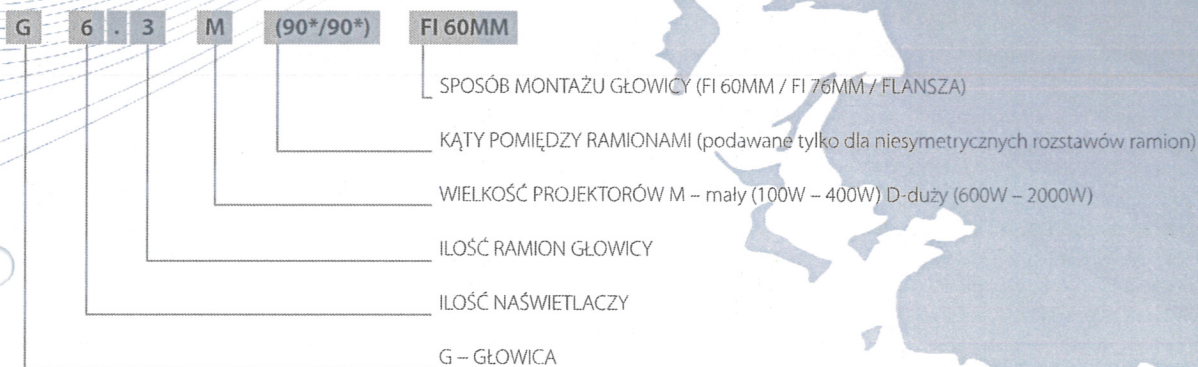 G 6 . 3 M (90*/90*) FI 60MM
SPOSÓB MONTAŻU GŁOWICY (FI 60MM / FI 76MM / FLANSZA)
KĄTY POMIĘDZY RAMIONAMI (podawane tylko dla niesymetrycznych rozstawów ramion)
WIELKOŚĆ PROJEKTORÓW M – mały (100W – 400W) D-duży (600W – 2000W)
ILOŚĆ RAMION GŁOWICY
ILOŚĆ NAŚWIETLACZY
G – GŁOWICA